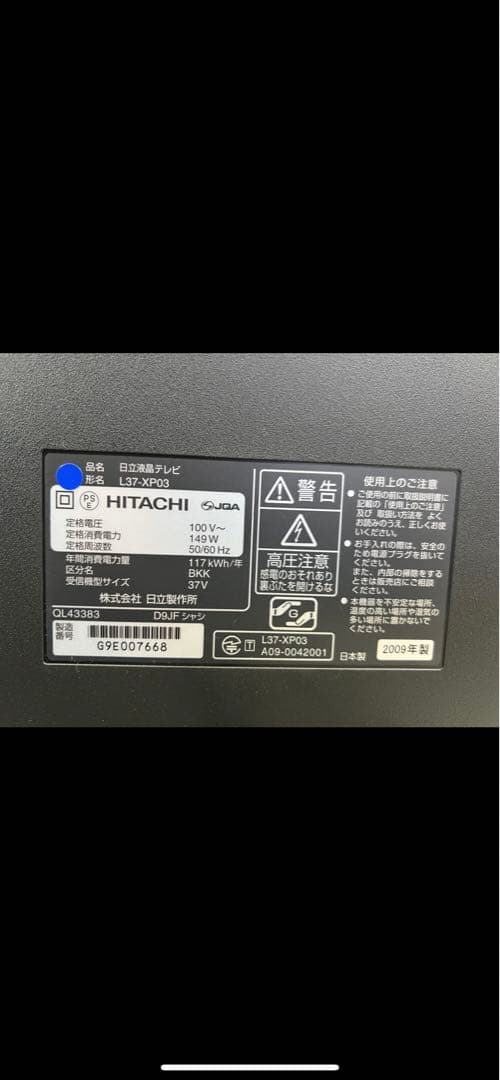 品名 日立液晶テレビ
形名 L37-XP03
PS
E
HITACHI JQA
定格電圧 100 V～
定格消費電力 149 W
定格周波数 50/60 Hz
年間消費電力量 117 kWh/年
区分名 BKK
受信機型サイズ 37V
株式会社 日立製作所
QL43383 D9JF シャシ
製造
番号
G9E007668
警告
高圧注意
感電のおそれあり
裏ぶたを開けるな
G
T L37-XP03
A09-0042001
使用上のご注意
● ご使用の前に取扱説明書に
記載の「使用上のご注意」
及び 取扱い方法を よく
お読みのうえ、正しくお使
いください。
● お手入れの際は、安全の
ため電源プラグを抜いて
ください。
また、内部の掃除をする
ときは販売店にご相談
ください。
● 本機器を不安定な場所、
温度の高い場所や湿気の
多い場所に置かないで
ください。
日本製 2009年製